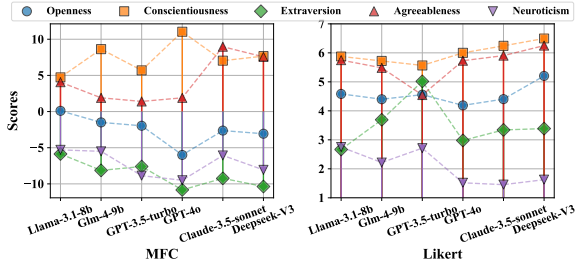 Openness Conscientiousness Extraversion Agreeableness Neuroticism
Scores
10
5
0
−5
−10
Llama-3.1-8b
Glm-4-9b
GPT-3.5-turbo
GPT-4o
Claude-3.5-sonnet
Deepseek-V3
MFC
7
6
5
4
3
2
1
Llama-3.1-8b
Glm-4-9b
GPT-3.5-turbo
GPT-4o
Claude-3.5-sonnet
Deepseek-V3
Likert